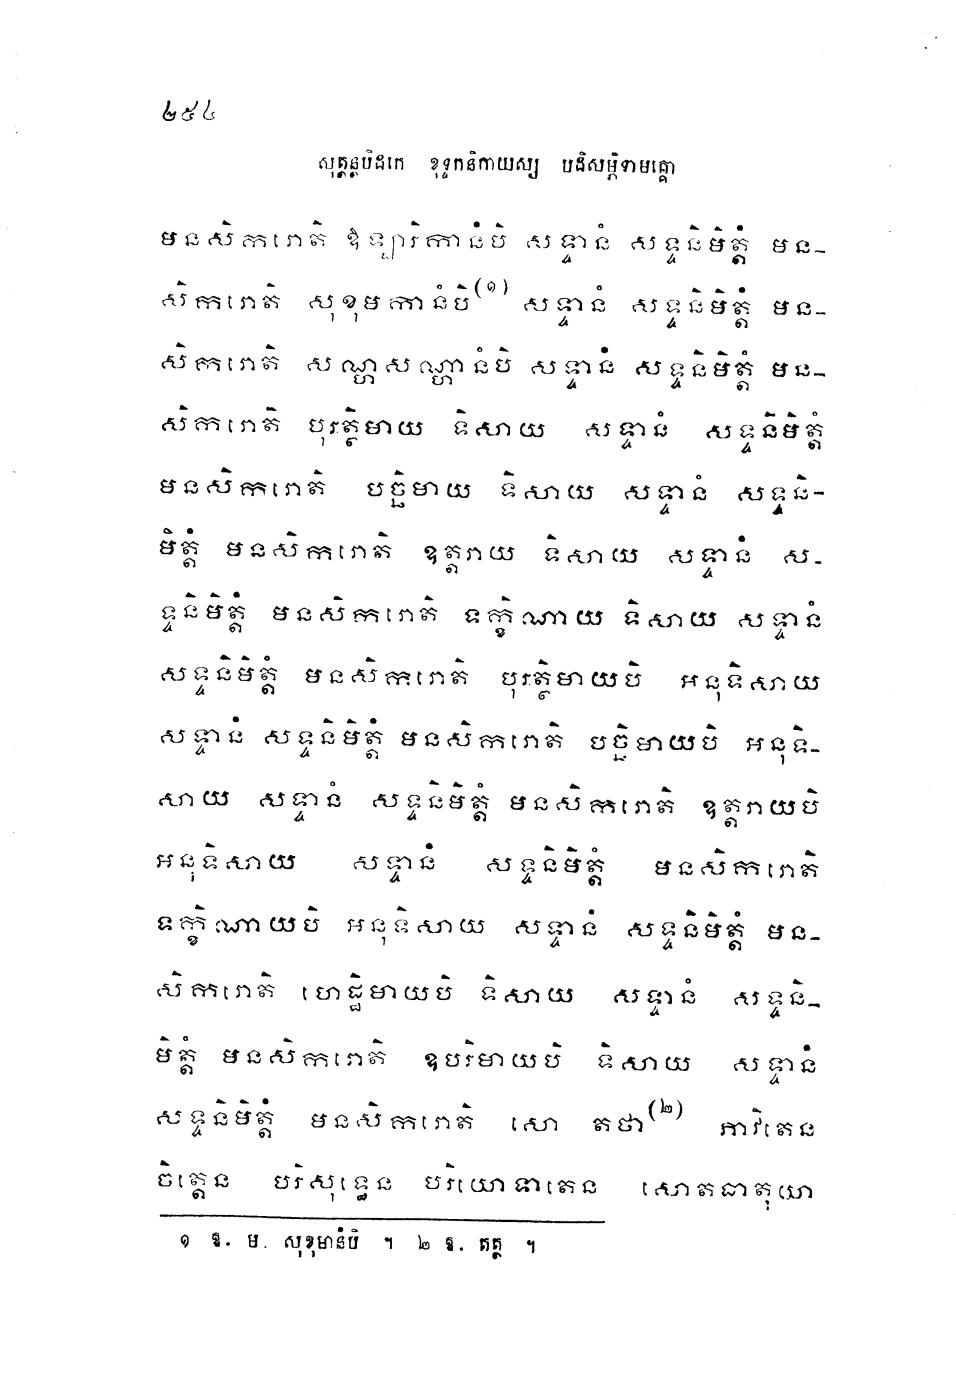 ២៥៤
សុត្តន្តបិដកេ ខុទ្ទកនិកាយស្ស បដិសម្ភិទាមគ្គោ
មនសិករោតិ ឱឡារិកានំបិ សទ្ទានំ សទ្ទនិមិត្តំ មន-
សិករោតិ សុខុមកានំបិ(១) សទ្ទានំ សទ្ទនិមិត្តំ មន-
សិករោតិ សណ្ហសណ្ហានំបិ សទ្ទានំ សទ្ទនិមិត្តំ មន-
សិករោតិ បុរត្ថិមាយ ទិសាយ សទ្ទានំ សទ្ទនិមិត្តំ
មនសិករោតិ បច្ឆិមាយ ទិសាយ សទ្ទានំ សទ្ទនិ-
មិត្តំ មនសិករោតិ ឧត្តរាយ ទិសាយ សទ្ទានំ ស-
ទ្ទនិមិត្តំ មនសិករោតិ ទក្ខិណាយ ទិសាយ សទ្ទានំ
សទ្ទនិមិត្តំ មនសិករោតិ បុរត្ថិមាយបិ អនុទិសាយ
សទ្ទានំ សទ្ទនិមិត្តំ មនសិករោតិ បច្ឆិមាយបិ អនុទិ-
សាយ សទ្ទានំ សទ្ទនិមិត្តំ មនសិករោតិ ឧត្តរាយបិ
អនុទិសាយ សទ្ទានំ សទ្ទនិមិត្តំ មនសិករោតិ
ទក្ខិណាយបិ អនុទិសាយ សទ្ទានំ សទ្ទនិមិត្តំ មន-
សិករោតិ ហេដ្ឋិមាយបិ ទិសាយ សទ្ទានំ សទ្ទនិ-
មិត្តំ មនសិករោតិ ឧបរិមាយបិ ទិសាយ សទ្ទានំ
សទ្ទនិមិត្តំ មនសិករោតិ សោ តថា(២) ភាវិតេន
ចិត្តេន បរិសុទ្ធេន បរិយោទាតេន សោតធាតុយា
១ ឱ. ម. សុខុមានំបិ ។ ២ ឱ. តត្ថ ។